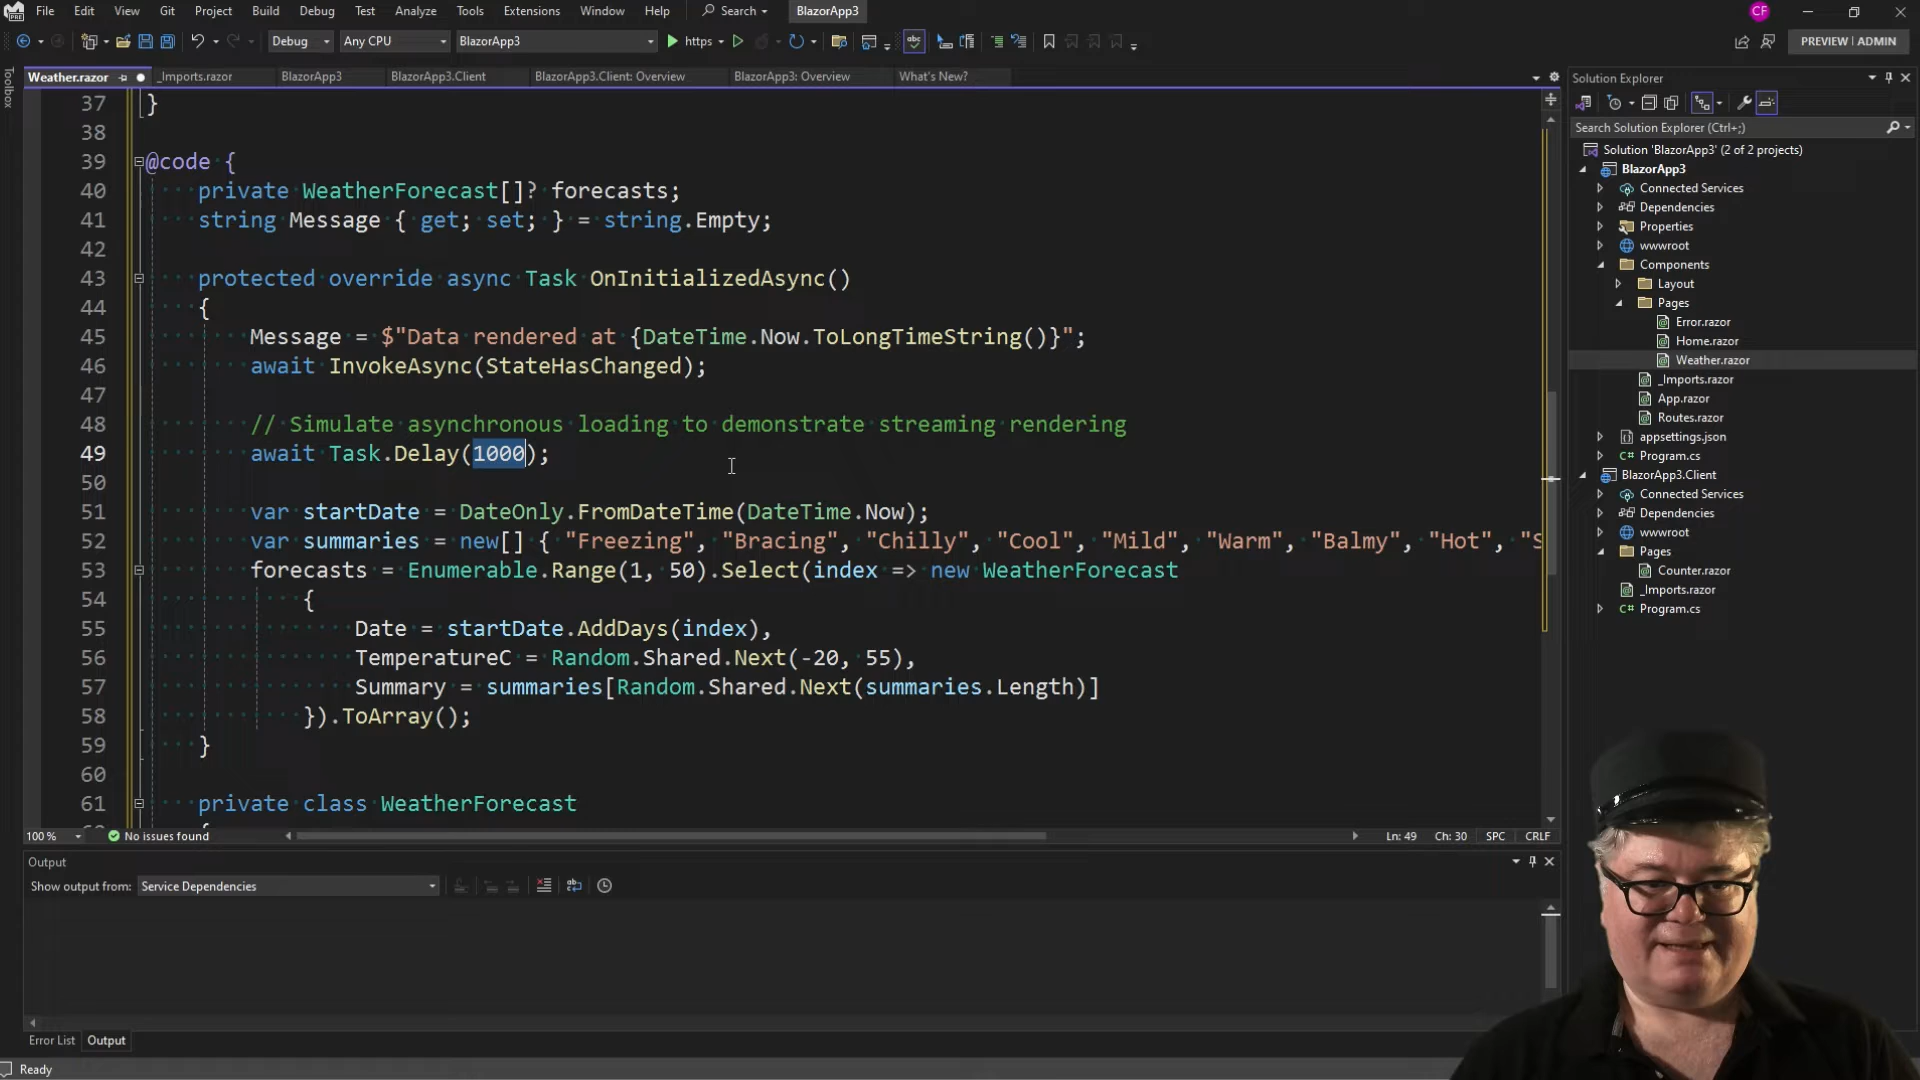 File Edit View Git Project Build Debug Test Analyze Tools Extensions Window Help Search BlazorApp3 CF
Debug Any CPU BlazorApp3 https PREVIEW | ADMIN
Toolbox
Weather.razor _Imports.razor BlazorApp3 BlazorApp3.Client BlazorApp3.Client: Overview BlazorApp3: Overview What's New?
37 }
38
39 @code {
40 private WeatherForecast[]? forecasts;
41 string Message { get; set; } = string.Empty;
42
43 protected override async Task OnInitializedAsync()
44 {
45 Message = $"Data rendered at {DateTime.Now.ToLongTimeString()}";
46 await InvokeAsync(StateHasChanged);
47
48 // Simulate asynchronous loading to demonstrate streaming rendering
49 await Task.Delay(1000);
50
51 var startDate = DateOnly.FromDateTime(DateTime.Now);
52 var summaries = new[] { "Freezing", "Bracing", "Chilly", "Cool", "Mild", "Warm", "Balmy", "Hot", "S
53 forecasts = Enumerable.Range(1, 50).Select(index => new WeatherForecast
54 {
55 Date = startDate.AddDays(index),
56 TemperatureC = Random.Shared.Next(-20, 55),
57 Summary = summaries[Random.Shared.Next(summaries.Length)]
58 }).ToArray();
59 }
60
61 private class WeatherForecast
100 % No issues found Ln: 49 Ch: 30 SPC CRLF
Output
Show output from: Service Dependencies
Error List Output
Ready
Solution Explorer
Search Solution Explorer (Ctrl+;)
Solution 'BlazorApp3' (2 of 2 projects)
BlazorApp3
Connected Services
Dependencies
Properties
wwwroot
Components
Layout
Pages
Error.razor
Home.razor
Weather.razor
_Imports.razor
App.razor
Routes.razor
appsettings.json
C# Program.cs
BlazorApp3.Client
Connected Services
Dependencies
wwwroot
Pages
Counter.razor
_Imports.razor
C# Program.cs